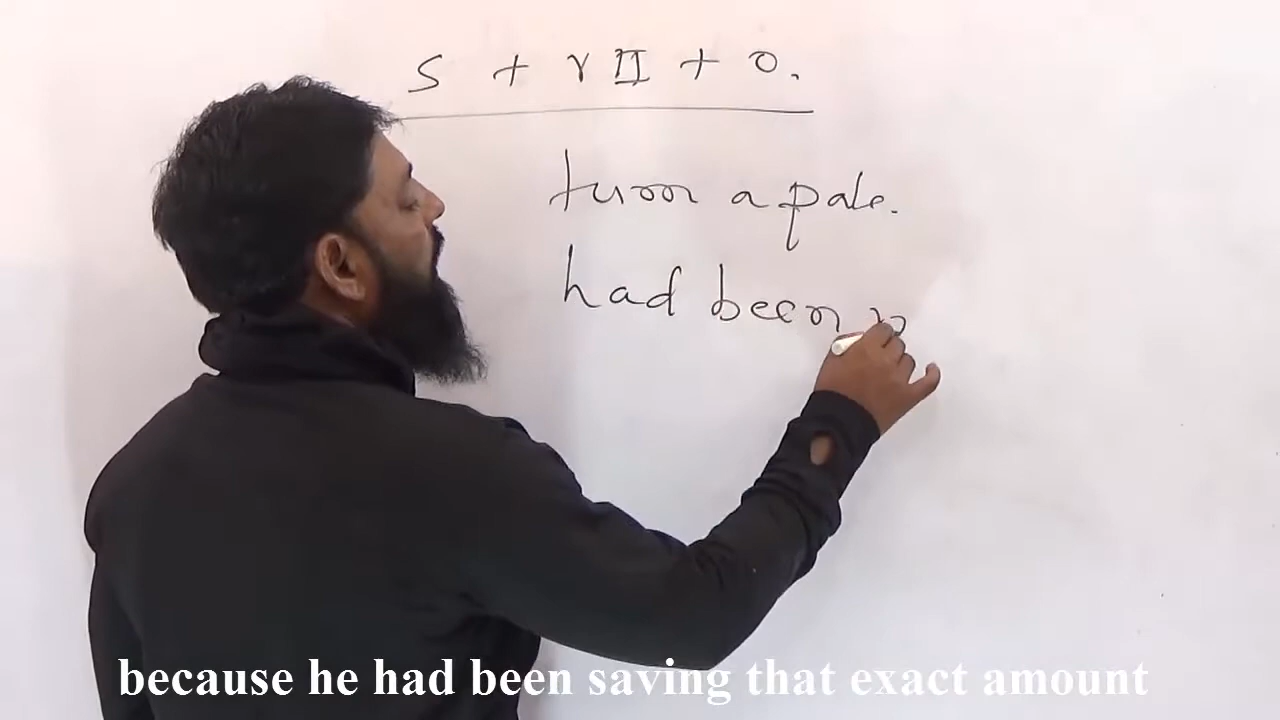 S + V II + O.
turn a pale.
had been
because he had been saving that exact amount